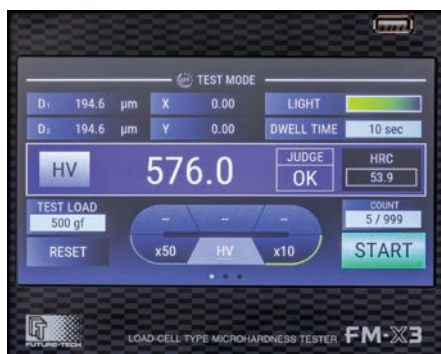 TEST MODE
D1 194.6 μm X 0.00 LIGHT
D2 194.6 μm Y 0.00 DWELL TIME 10 sec
HV 576.0 JUDGE OK HRC 53.9
TEST LOAD
500 gf
-- -- --
COUNT
5 / 999
RESET x50 HV x10 START
FT
FUTURE-TECH
LOAD-CELL TYPE MICROHARDNESS TESTER FM-X3